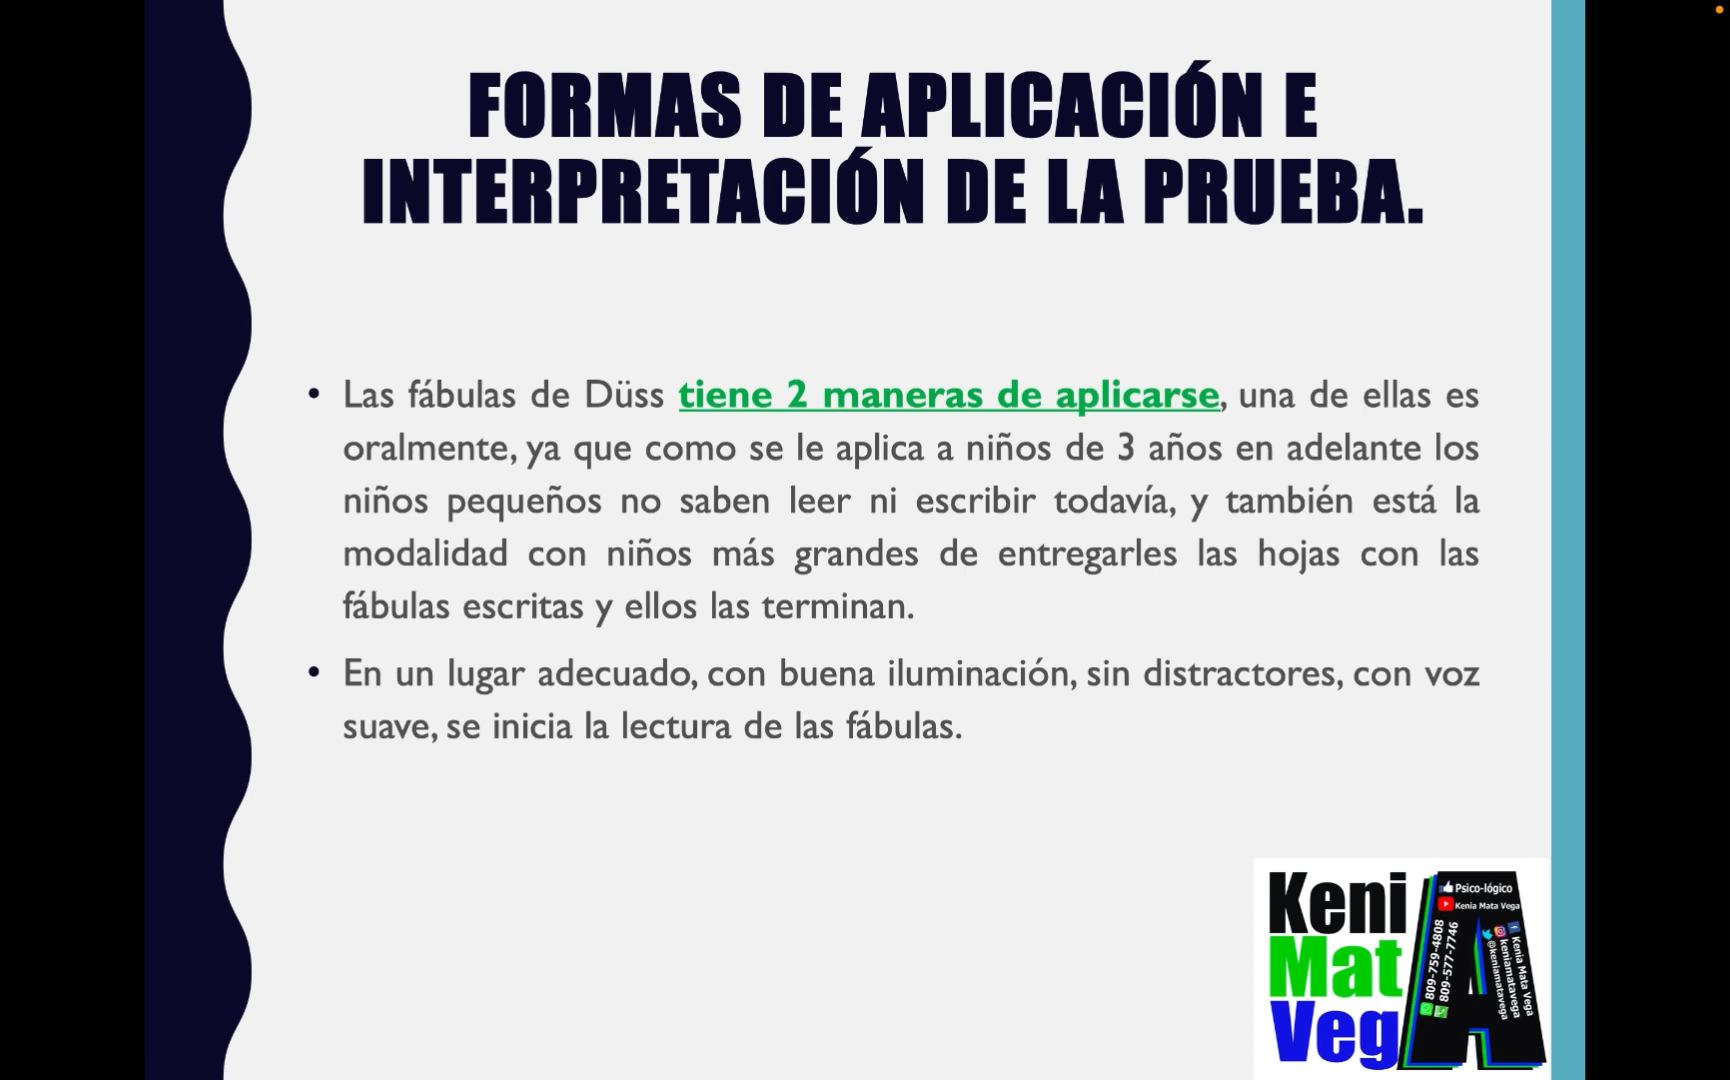 FORMAS DE APLICACIÓN E
INTERPRETACIÓN DE LA PRUEBA.
• Las fábulas de Düss tiene 2 maneras de aplicarse, una de ellas es
oralmente, ya que como se le aplica a niños de 3 años en adelante los
niños pequeños no saben leer ni escribir todavía, y también está la
modalidad con niños más grandes de entregarles las hojas con las
fábulas escritas y ellos las terminan.
• En un lugar adecuado, con buena iluminación, sin distractores, con voz
suave, se inicia la lectura de las fábulas.
Keni
Mat
Veg
A
Psico-lógico
Kenia Mata Vega
809-759-4808
809-577-7746
@keniamatavega
keniamatavega
Kenia Mata Vega